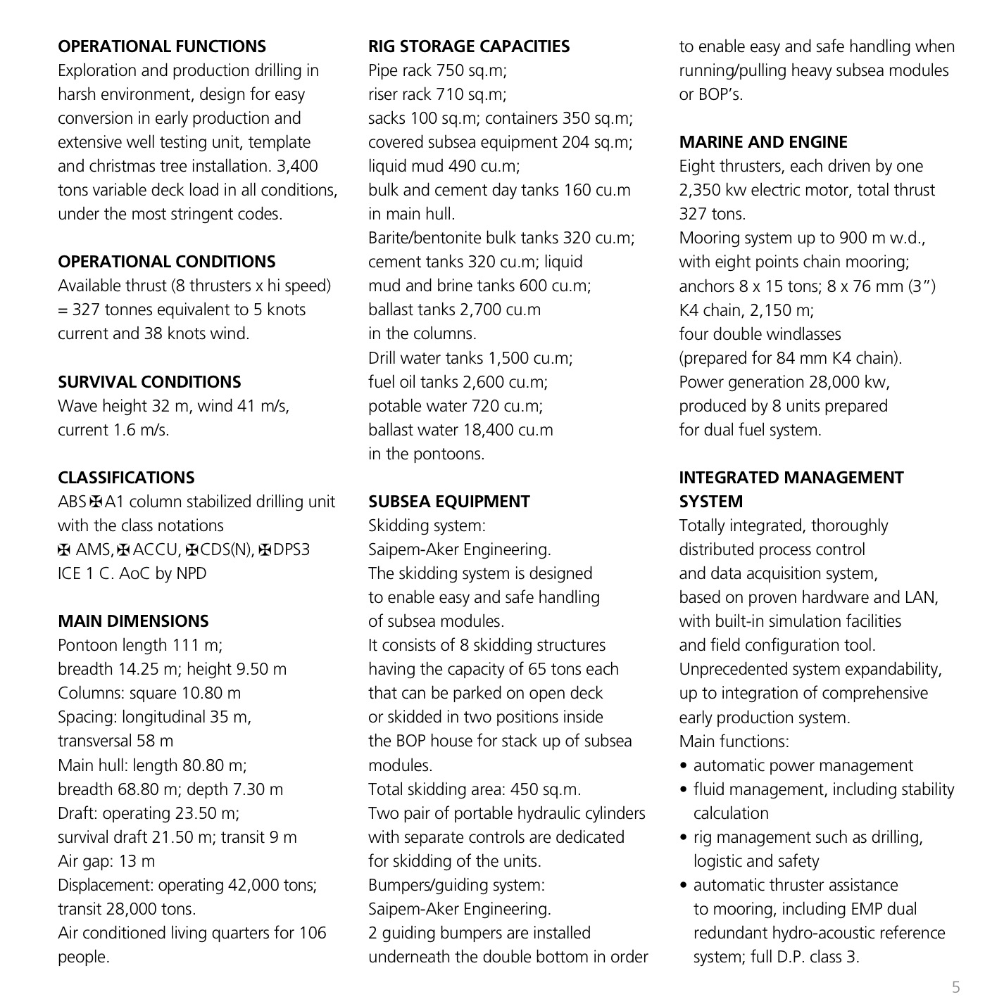 OPERATIONAL FUNCTIONS
Exploration and production drilling in
harsh environment, design for easy
conversion in early production and
extensive well testing unit, template
and christmas tree installation. 3,400
tons variable deck load in all conditions,
under the most stringent codes.
OPERATIONAL CONDITIONS
Available thrust (8 thrusters x hi speed)
= 327 tonnes equivalent to 5 knots
current and 38 knots wind.
SURVIVAL CONDITIONS
Wave height 32 m, wind 41 m/s,
current 1.6 m/s.
CLASSIFICATIONS
ABS✠A1 column stabilized drilling unit
with the class notations
✠ AMS,✠ACCU, ✠CDS(N), ✠DPS3
ICE 1 C. AoC by NPD
MAIN DIMENSIONS
Pontoon length 111 m;
breadth 14.25 m; height 9.50 m
Columns: square 10.80 m
Spacing: longitudinal 35 m,
transversal 58 m
Main hull: length 80.80 m;
breadth 68.80 m; depth 7.30 m
Draft: operating 23.50 m;
survival draft 21.50 m; transit 9 m
Air gap: 13 m
Displacement: operating 42,000 tons;
transit 28,000 tons.
Air conditioned living quarters for 106
people.
RIG STORAGE CAPACITIES
Pipe rack 750 sq.m;
riser rack 710 sq.m;
sacks 100 sq.m; containers 350 sq.m;
covered subsea equipment 204 sq.m;
liquid mud 490 cu.m;
bulk and cement day tanks 160 cu.m
in main hull.
Barite/bentonite bulk tanks 320 cu.m;
cement tanks 320 cu.m; liquid
mud and brine tanks 600 cu.m;
ballast tanks 2,700 cu.m
in the columns.
Drill water tanks 1,500 cu.m;
fuel oil tanks 2,600 cu.m;
potable water 720 cu.m;
ballast water 18,400 cu.m
in the pontoons.
SUBSEA EQUIPMENT
Skidding system:
Saipem-Aker Engineering.
The skidding system is designed
to enable easy and safe handling
of subsea modules.
It consists of 8 skidding structures
having the capacity of 65 tons each
that can be parked on open deck
or skidded in two positions inside
the BOP house for stack up of subsea
modules.
Total skidding area: 450 sq.m.
Two pair of portable hydraulic cylinders
with separate controls are dedicated
for skidding of the units.
Bumpers/guiding system:
Saipem-Aker Engineering.
2 guiding bumpers are installed
underneath the double bottom in order
to enable easy and safe handling when
running/pulling heavy subsea modules
or BOP’s.
MARINE AND ENGINE
Eight thrusters, each driven by one
2,350 kw electric motor, total thrust
327 tons.
Mooring system up to 900 m w.d.,
with eight points chain mooring;
anchors 8 x 15 tons; 8 x 76 mm (3”)
K4 chain, 2,150 m;
four double windlasses
(prepared for 84 mm K4 chain).
Power generation 28,000 kw,
produced by 8 units prepared
for dual fuel system.
INTEGRATED MANAGEMENT
SYSTEM
Totally integrated, thoroughly
distributed process control
and data acquisition system,
based on proven hardware and LAN,
with built-in simulation facilities
and field configuration tool.
Unprecedented system expandability,
up to integration of comprehensive
early production system.
Main functions:
• automatic power management
• fluid management, including stability
calculation
• rig management such as drilling,
logistic and safety
• automatic thruster assistance
to mooring, including EMP dual
redundant hydro-acoustic reference
system; full D.P. class 3.
5